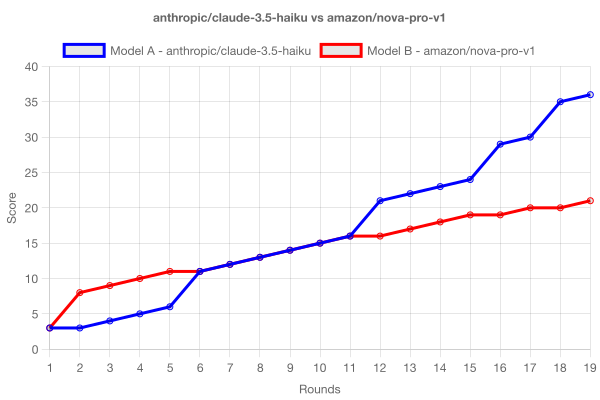 anthropic/claude-3.5-haiku vs amazon/nova-pro-v1
Model A - anthropic/claude-3.5-haiku Model B - amazon/nova-pro-v1
40
35
30
25
20
15
10
5
0
Score
1 2 3 4 5 6 7 8 9 10 11 12 13 14 15 16 17 18 19
Rounds